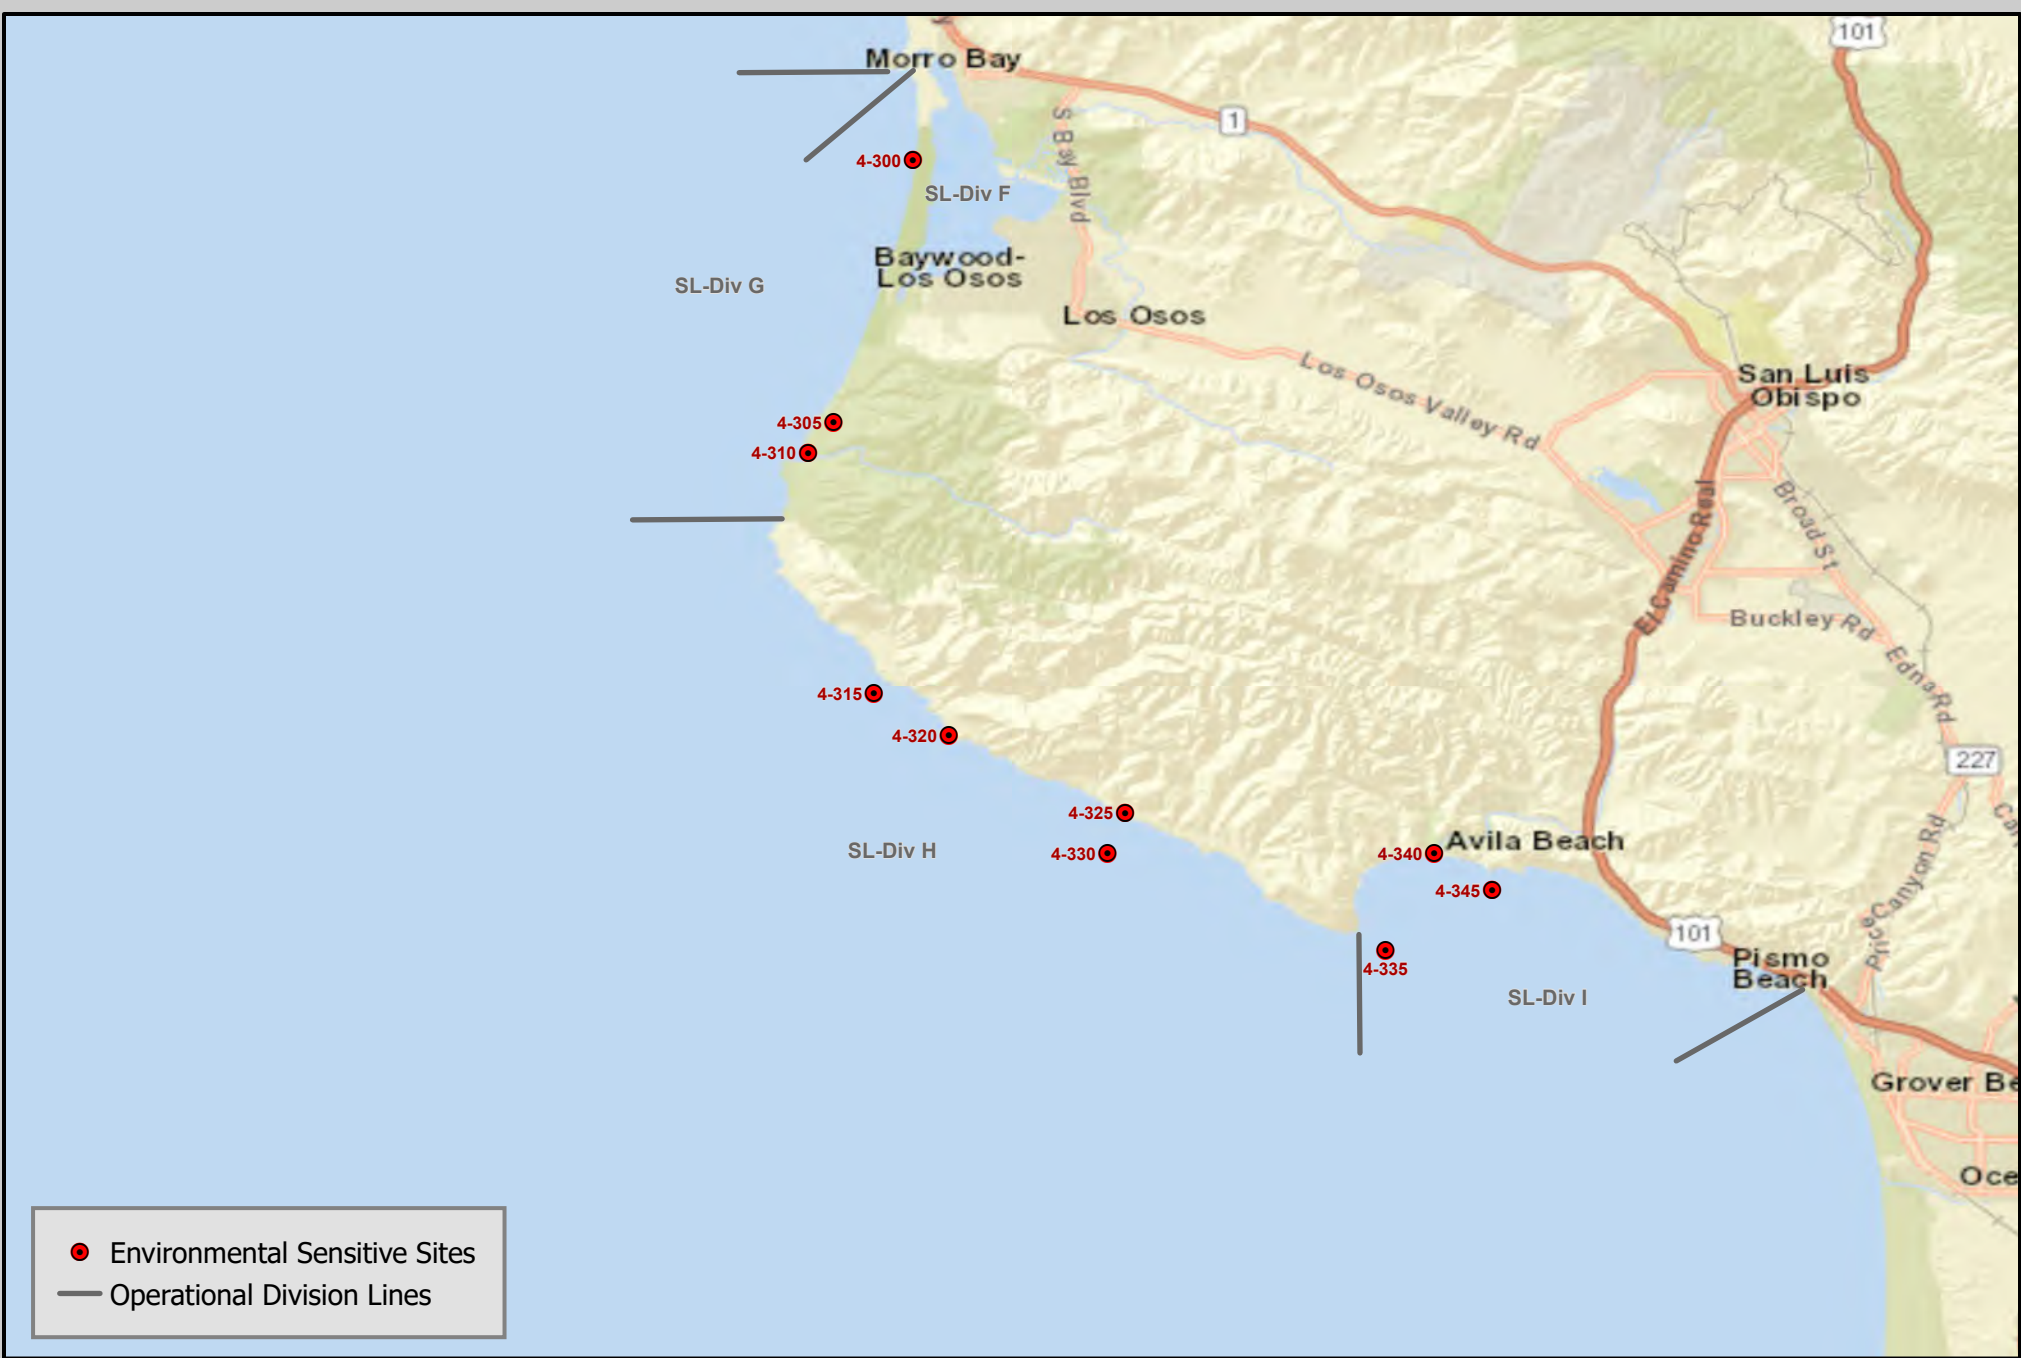 101
Morro Bay
1
S Bay Blvd
4-300
SL-Div F
Baywood-
Los Osos
SL-Div G
Los Osos
Los Osos Valley Rd
San Luis
Obispo
4-305
4-310
El Camino Real
Broad St
Buckley Rd
Edna Rd
4-315
4-320
227
4-325
SL-Div H
4-330
4-340
Avila Beach
4-345
Price Canyon Rd
Ca
101
4-335
Pismo
Beach
SL-Div I
Grover Be
Oce
Environmental Sensitive Sites
Operational Division Lines